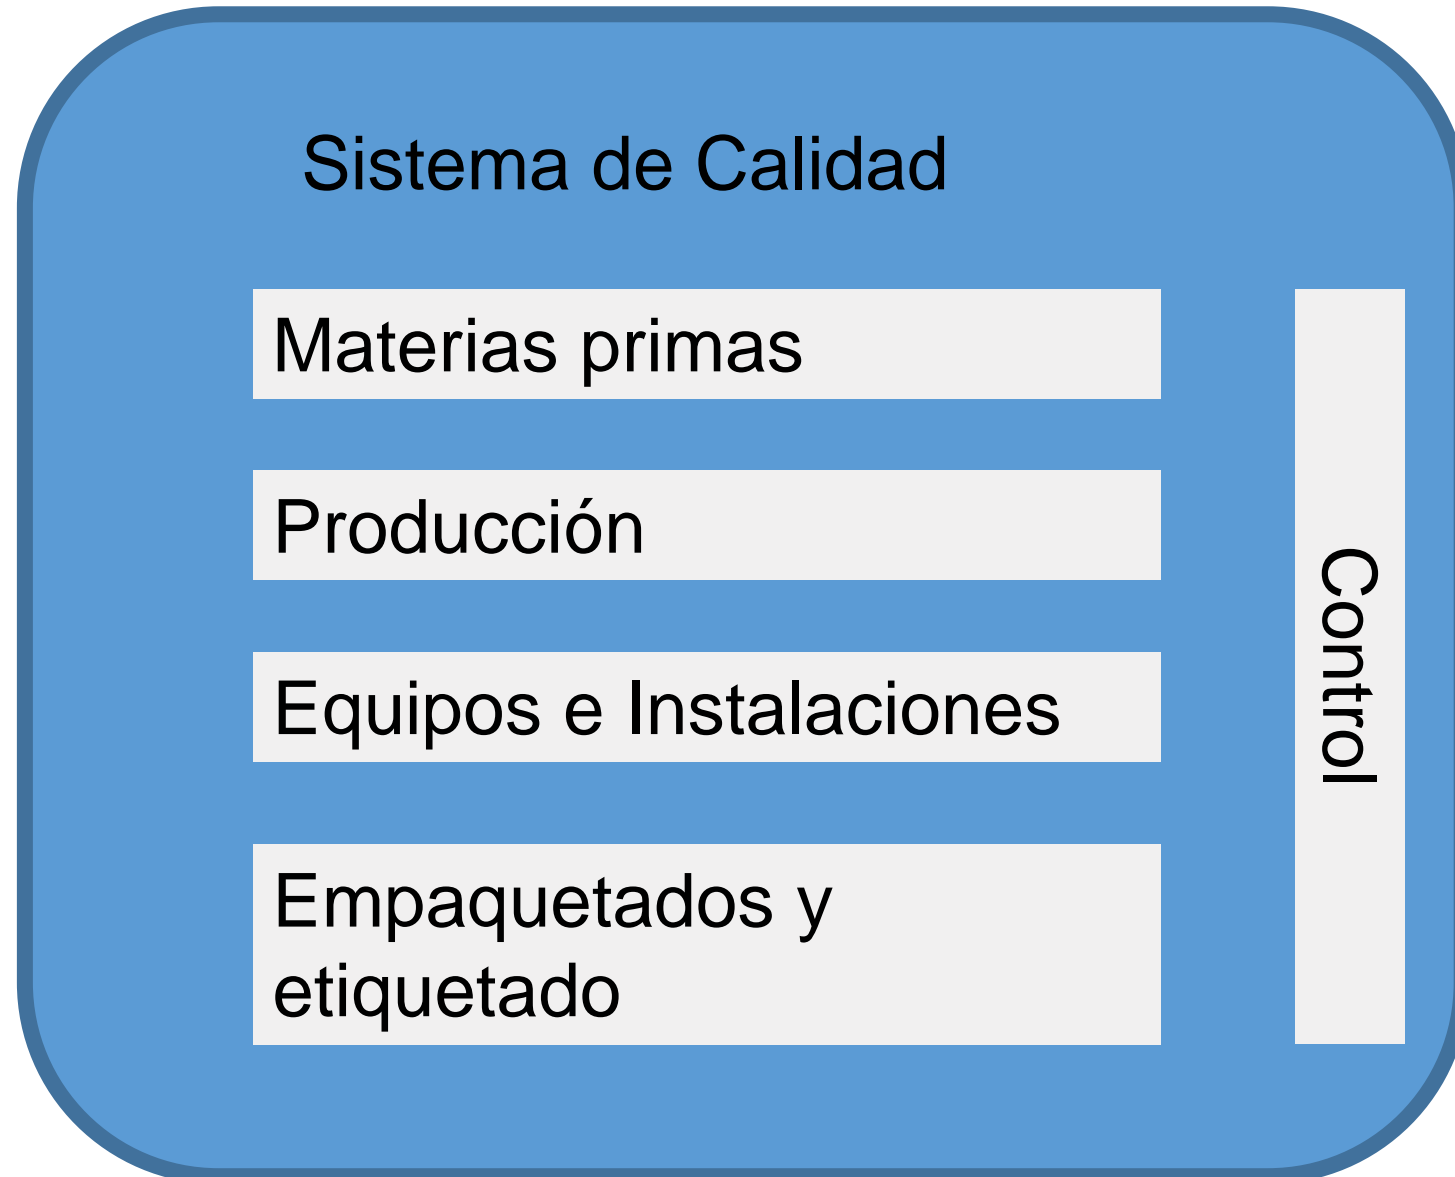 Sistema de Calidad
Materias primas
Producción
Equipos e Instalaciones
Empaquetados y
etiquetado
Control